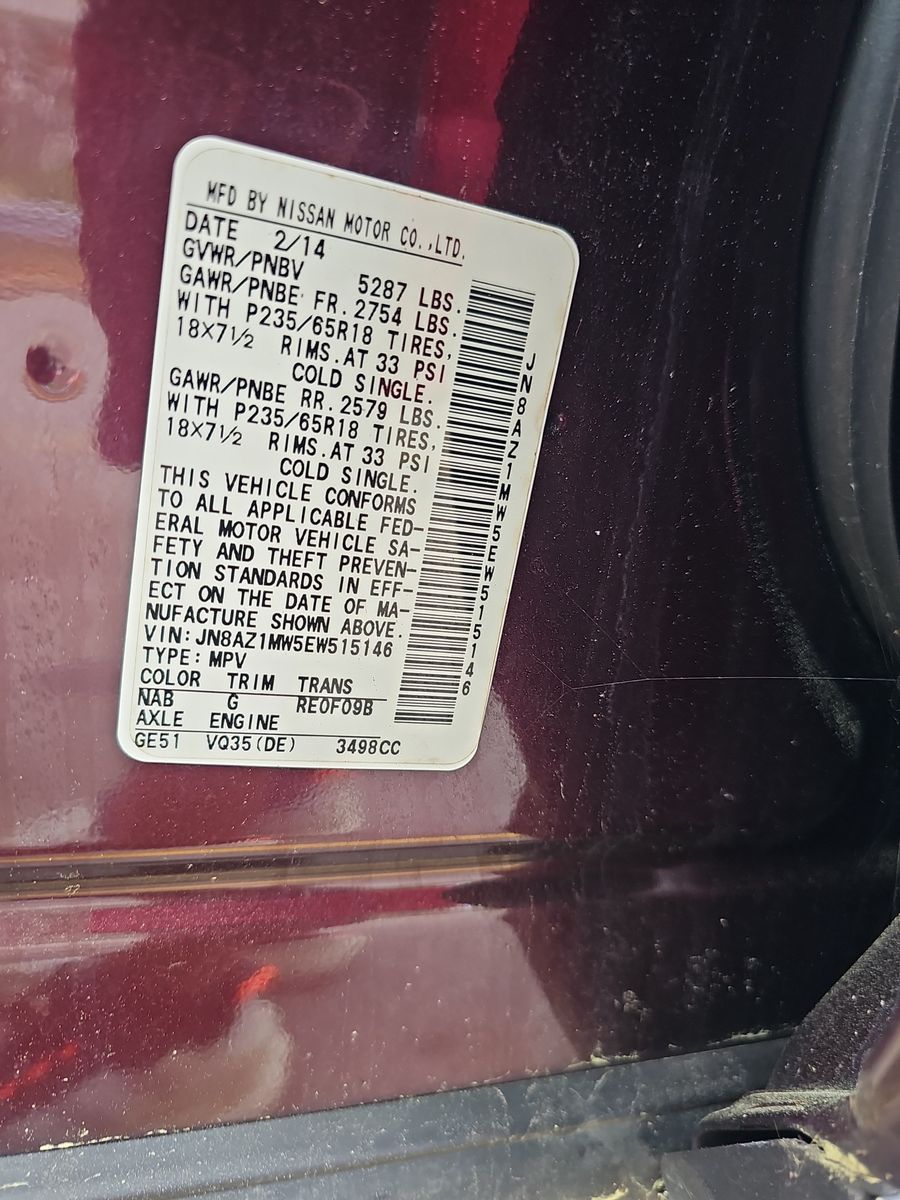 MFD BY NISSAN MOTOR CO.,LTD.
DATE 2/14
GVWR/PNBV 5287 LBS.
GAWR/PNBE FR.2754 LBS.
WITH P235/65R18 TIRES,
18X7½ RIMS.AT 33 PSI
COLD SINGLE.
GAWR/PNBE RR.2579 LBS.
WITH P235/65R18 TIRES,
18X7½ RIMS.AT 33 PSI
COLD SINGLE.
THIS VEHICLE CONFORMS
TO ALL APPLICABLE FED-
ERAL MOTOR VEHICLE SA-
FETY AND THEFT PREVEN-
TION STANDARDS IN EFF-
ECT ON THE DATE OF MA-
NUFACTURE SHOWN ABOVE.
VIN:JN8AZ1MW5EW515146
TYPE:MPV
COLOR TRIM TRANS
NAB G RE0F09B
AXLE ENGINE
GE51 VQ35(DE) 3498CC
JN8AZ1MW5EW515146